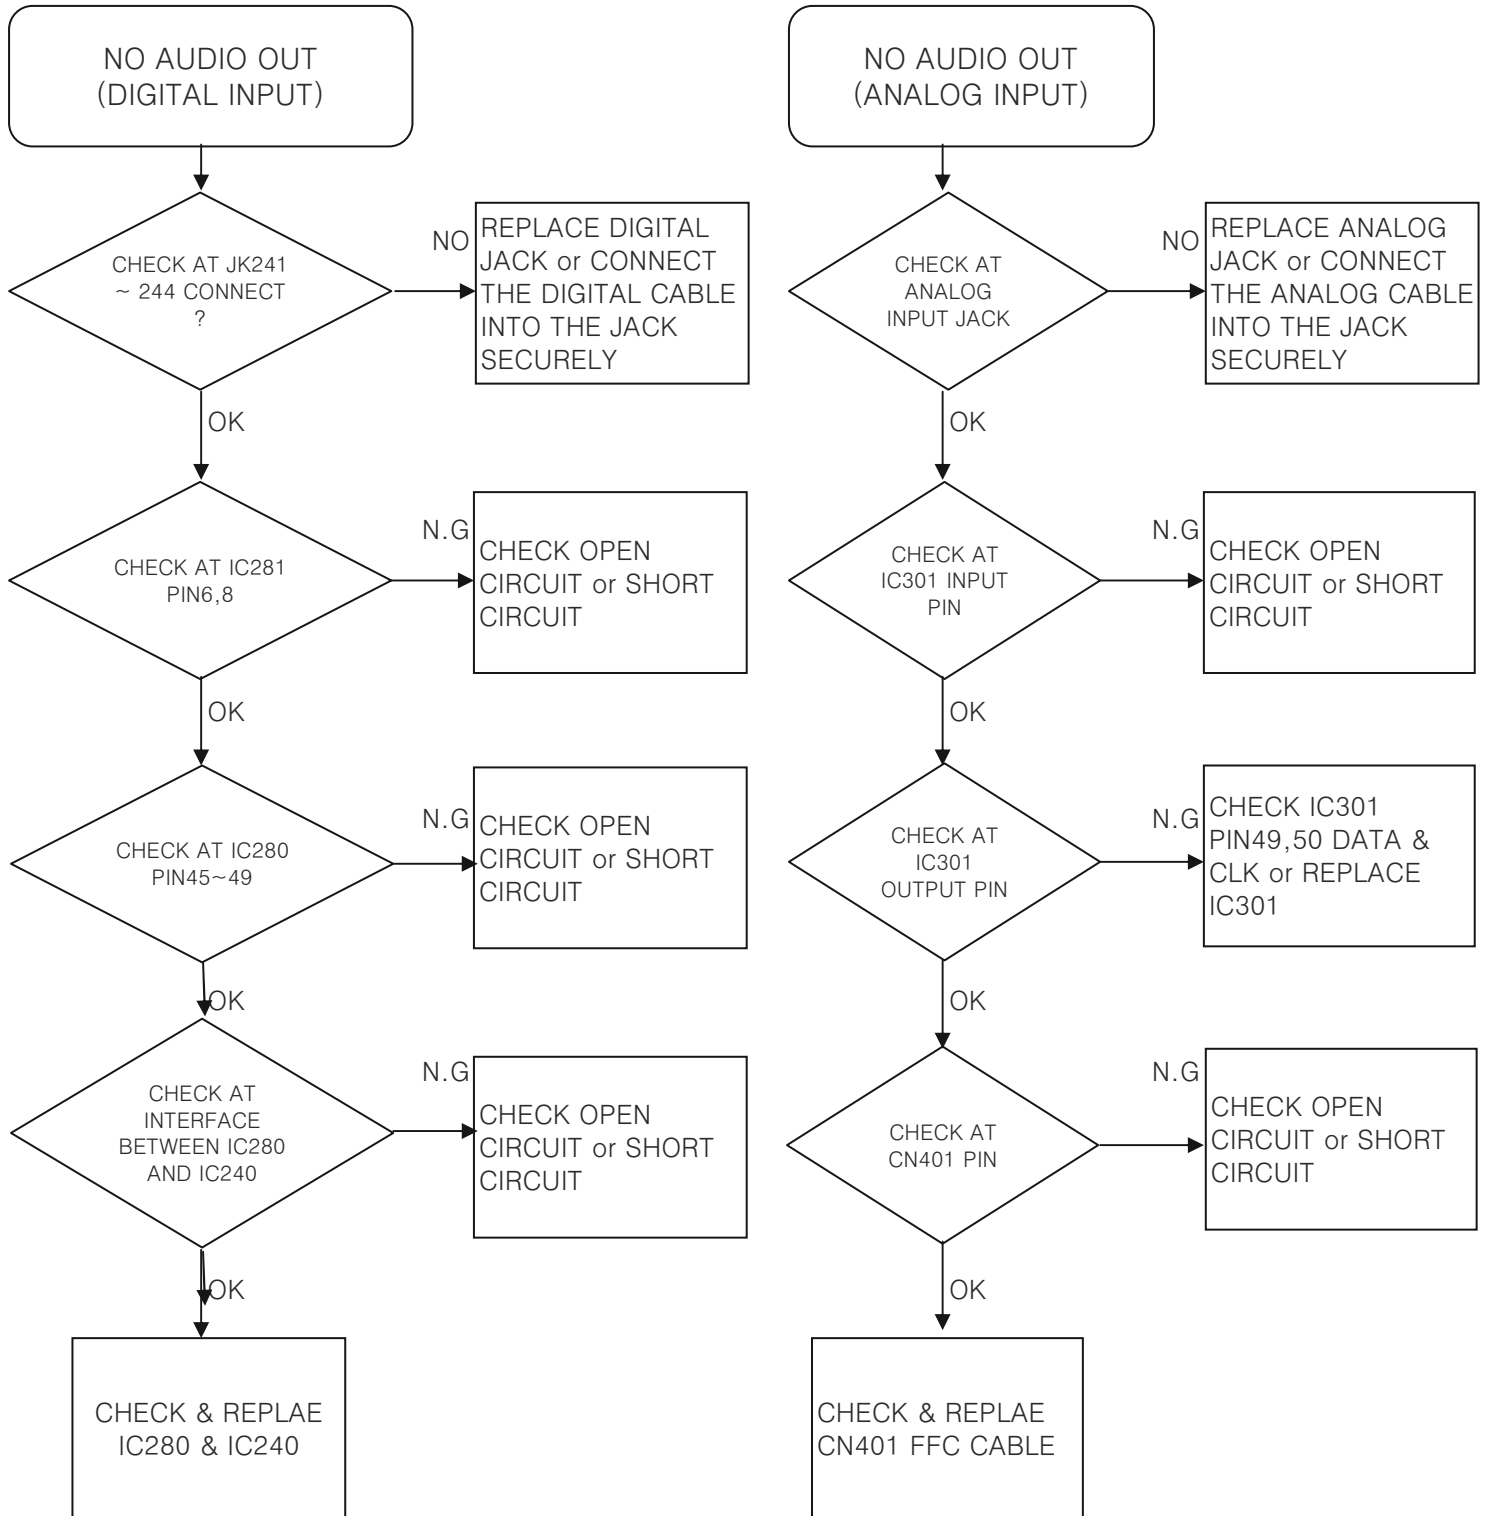 NO AUDIO OUT
(DIGITAL INPUT)
CHECK AT JK241
~ 244 CONNECT
?
NO
REPLACE DIGITAL
JACK or CONNECT
THE DIGITAL CABLE
INTO THE JACK
SECURELY
OK
CHECK AT IC281
PIN6,8
N.G
CHECK OPEN
CIRCUIT or SHORT
CIRCUIT
OK
CHECK AT IC280
PIN45~49
N.G
CHECK OPEN
CIRCUIT or SHORT
CIRCUIT
OK
CHECK AT
INTERFACE
BETWEEN IC280
AND IC240
N.G
CHECK OPEN
CIRCUIT or SHORT
CIRCUIT
OK
CHECK & REPLAE
IC280 & IC240
NO AUDIO OUT
(ANALOG INPUT)
CHECK AT
ANALOG
INPUT JACK
NO
REPLACE ANALOG
JACK or CONNECT
THE ANALOG CABLE
INTO THE JACK
SECURELY
OK
CHECK AT
IC301 INPUT
PIN
N.G
CHECK OPEN
CIRCUIT or SHORT
CIRCUIT
OK
CHECK AT
IC301
OUTPUT PIN
N.G
CHECK IC301
PIN49,50 DATA &
CLK or REPLACE
IC301
OK
CHECK AT
CN401 PIN
N.G
CHECK OPEN
CIRCUIT or SHORT
CIRCUIT
OK
CHECK & REPLAE
CN401 FFC CABLE